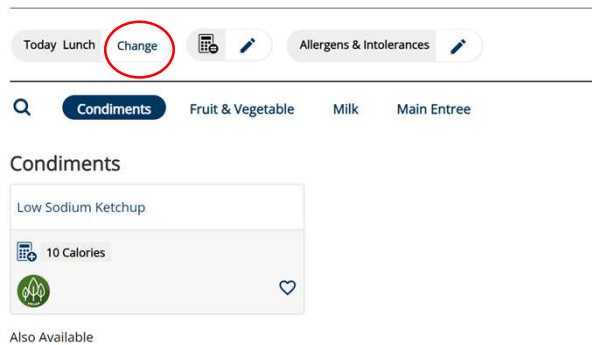 Today Lunch Change Allergens & Intolerances
Condiments Fruit & Vegetable Milk Main Entree
Condiments
Low Sodium Ketchup
10 Calories
Also Available